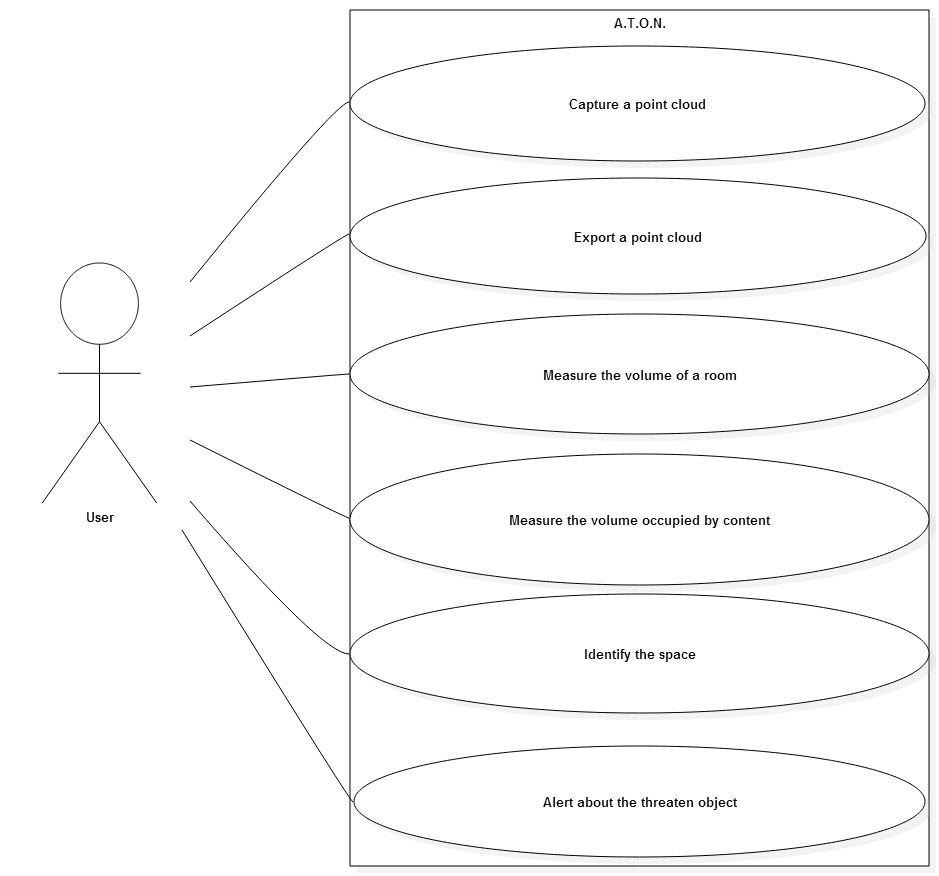 A.T.O.N.
Capture a point cloud
Export a point cloud
Measure the volume of a room
Measure the volume occupied by content
User
Identify the space
Alert about the threaten object